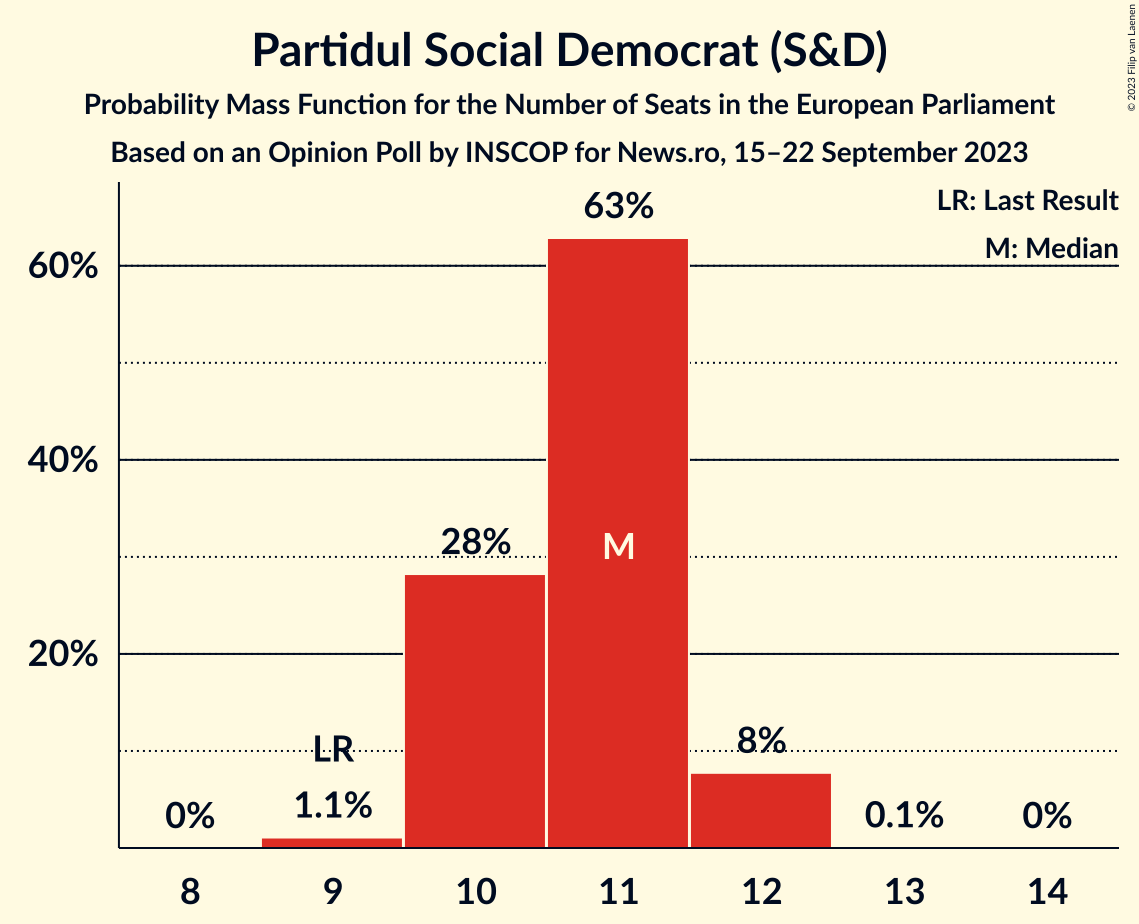 Partidul Social Democrat (S&D)
Probability Mass Function for the Number of Seats in the European Parliament
Based on an Opinion Poll by INSCOP for News.ro, 15–22 September 2023
© 2023 Filip van Laenen
LR: Last Result
M: Median
60%
40%
20%
0%
LR
1.1%
28%
63%
M
8%
0.1%
0%
8 9 10 11 12 13 14